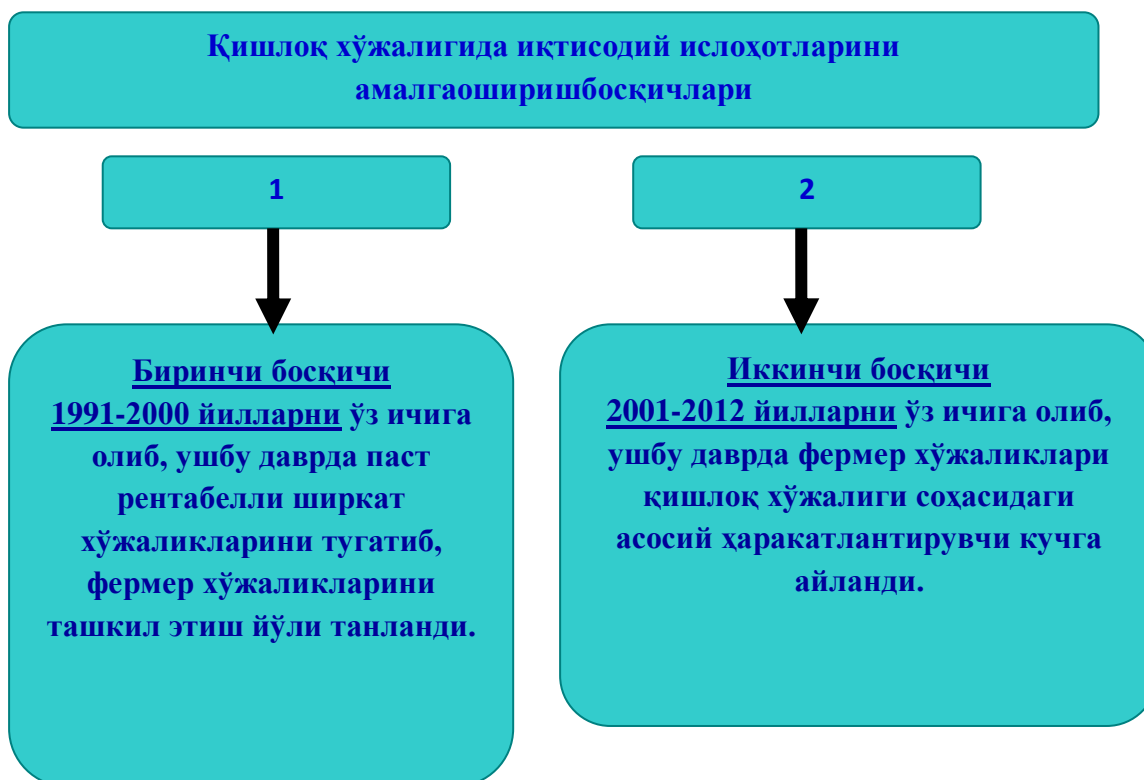 Қишлоқ хўжалигида иқтисодий ислоҳотларини
амалгаоширишбосқичлари
1
2
Биринчи босқичи
1991-2000 йилларни ўз ичига
олиб, ушбу даврда паст
рентабелли ширкат
хўжаликларини тугатиб,
фермер хўжаликларини
ташкил этиш йўли танланди.
Иккинчи босқичи
2001-2012 йилларни ўз ичига олиб,
ушбу даврда фермер хўжаликлари
қишлоқ хўжалиги соҳасидаги
асосий ҳаракатлантирувчи кучга
айланди.